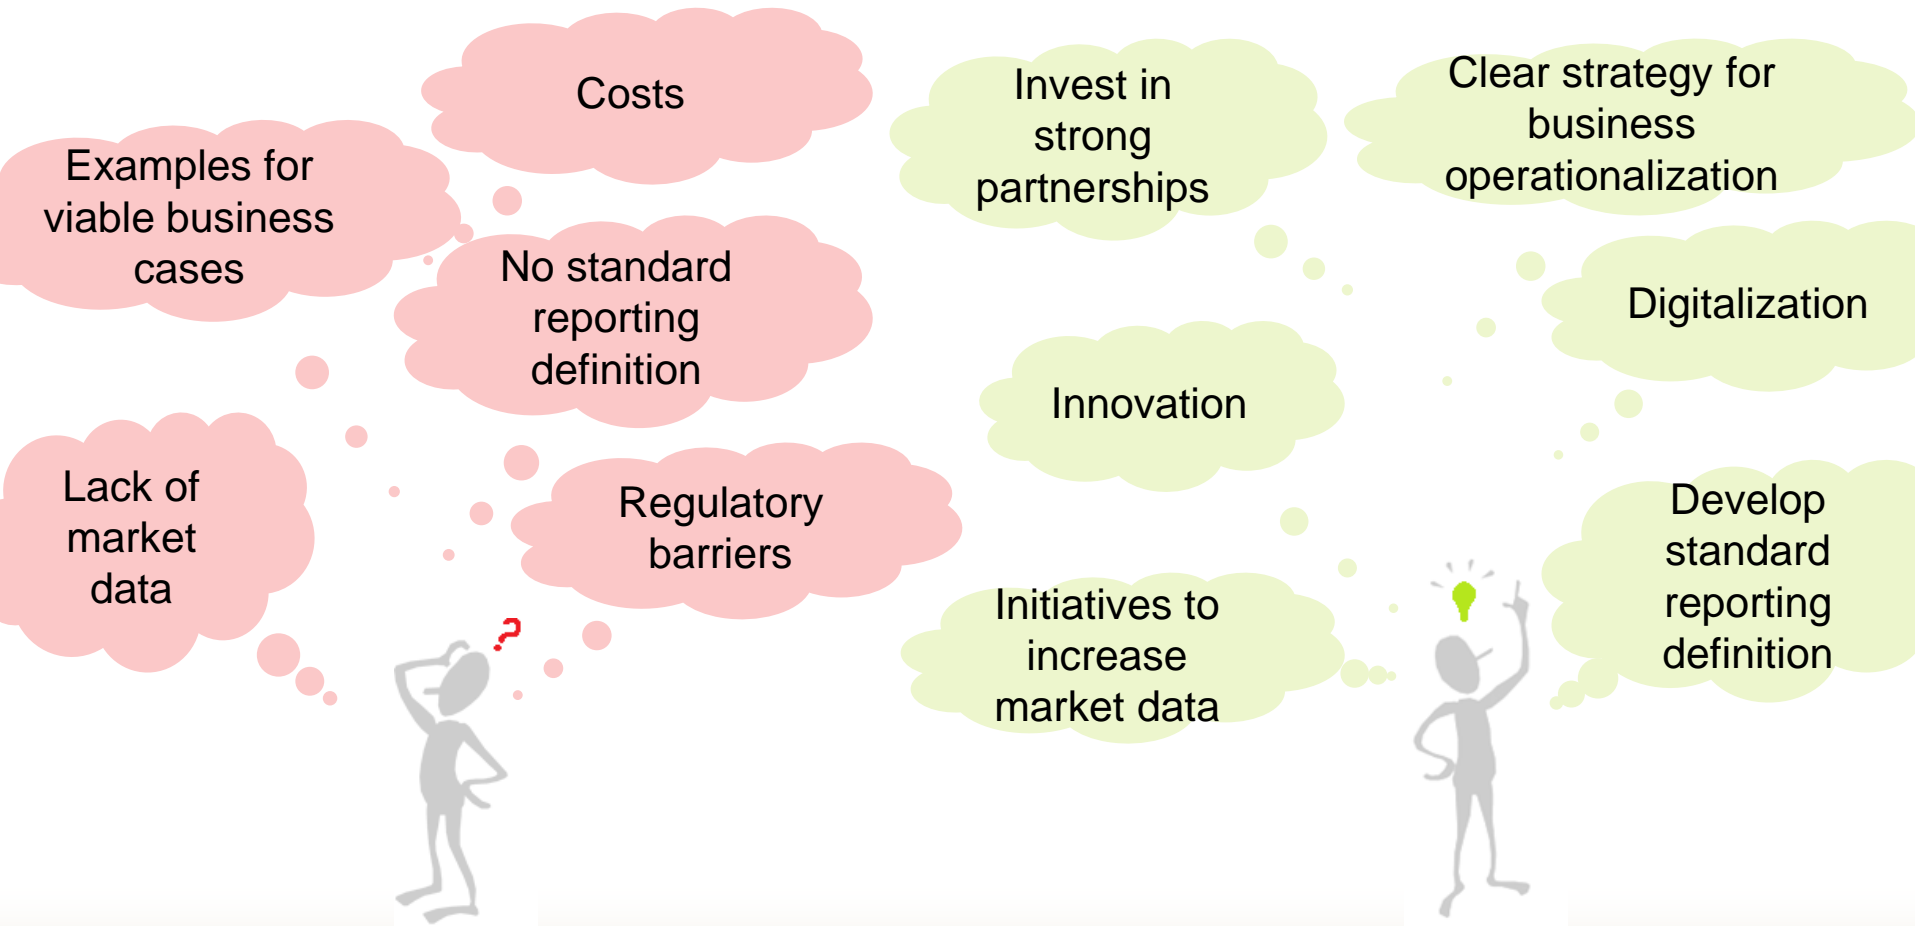 Costs
Examples for
viable business
cases
No standard
reporting
definition
Lack of
market
data
Regulatory
barriers
?
Invest in
strong
partnerships
Clear strategy for
business
operationalization
Digitalization
Innovation
Develop
standard
reporting
definition
Initiatives to
increase
market data